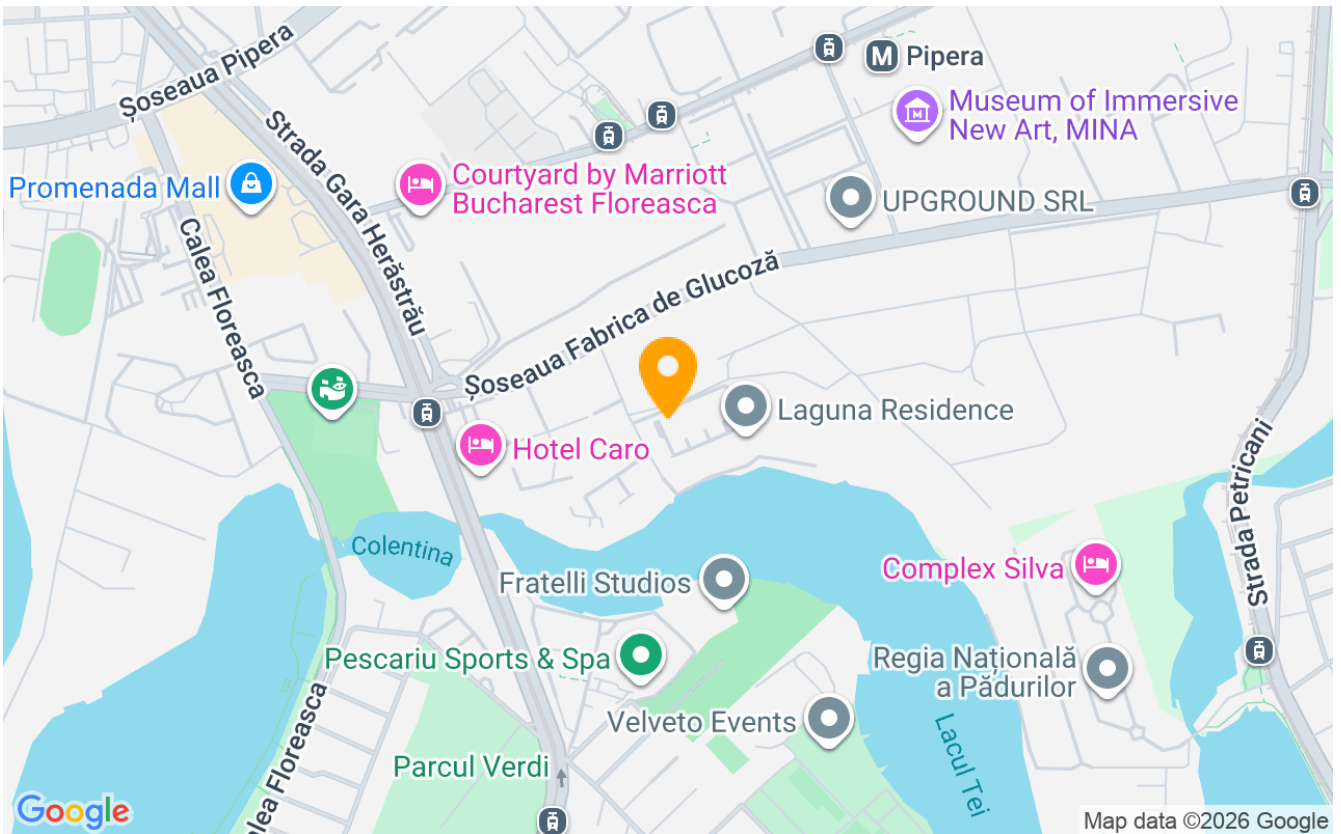 Șoseaua Pipera
M Pipera
Museum of Immersive
New Art, MINA
Strada Gara Herăstrău
Promenada Mall
Courtyard by Marriott
Bucharest Floreasca
UPGROUND SRL
Calea Floreasca
Șoseaua Fabrica de Glucoză
Laguna Residence
Hotel Caro
Strada Petricani
Colentina
Fratelli Studios
Complex Silva
Pescariu Sports & Spa
Regia Națională
a Pădurilor
Velveto Events
Lacul Tei
Parcul Verdi
alea Floreasca
Google
Map data ©2026 Google